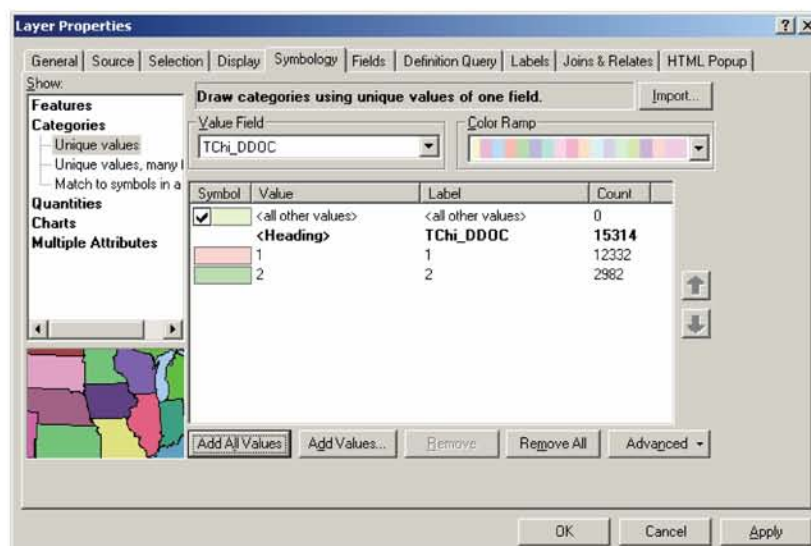 Layer Properties
General Source Selection Display Symbology Fields Definition Query Labels Joins & Relates HTML Popup
Show:
Features
Categories
Unique values
Unique values, many
Match to symbols in a
Quantities
Charts
Multiple Attributes
Draw categories using unique values of one field.
Import...
Value Field
TChi_DDOC
Color Ramp
Symbol Value Label Count
<all other values> <all other values> 0
<Heading> TChi_DDOC 15314
1 1 12332
2 2 2982
Add All Values Add Values... Remove Remove All Advanced
OK Cancel Apply